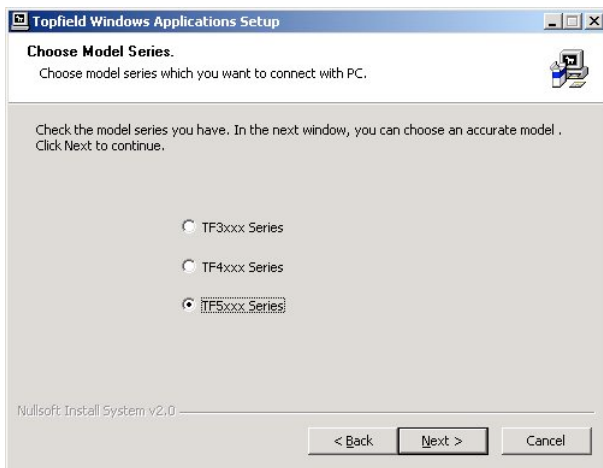 Topfield Windows Applications Setup
Choose Model Series.
Choose model series which you want to connect with PC.
Check the model series you have. In the next window, you can choose an accurate model .
Click Next to continue.
TF3xxx Series
TF4xxx Series
TF5xxx Series
Nullsoft Install System v2.0
< Back Next > Cancel